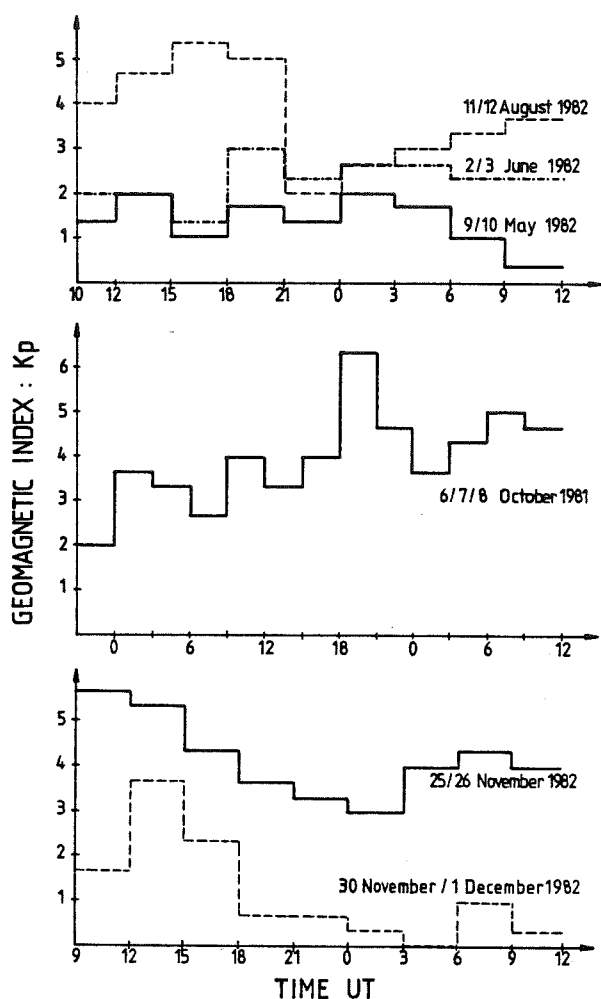 5
4
3
2
1
11/12 August 1982
2/3 June 1982
9/10 May 1982
10 12 15 18 21 0 3 6 9 12
GEOMAGNETIC INDEX : Kp
6
5
4
3
2
1
6/7/8 October 1981
0 6 12 18 0 6 12
5
4
3
2
1
25/26 November 1982
30 November / 1 December 1982
9 12 15 18 21 0 3 6 9 12
TIME UT